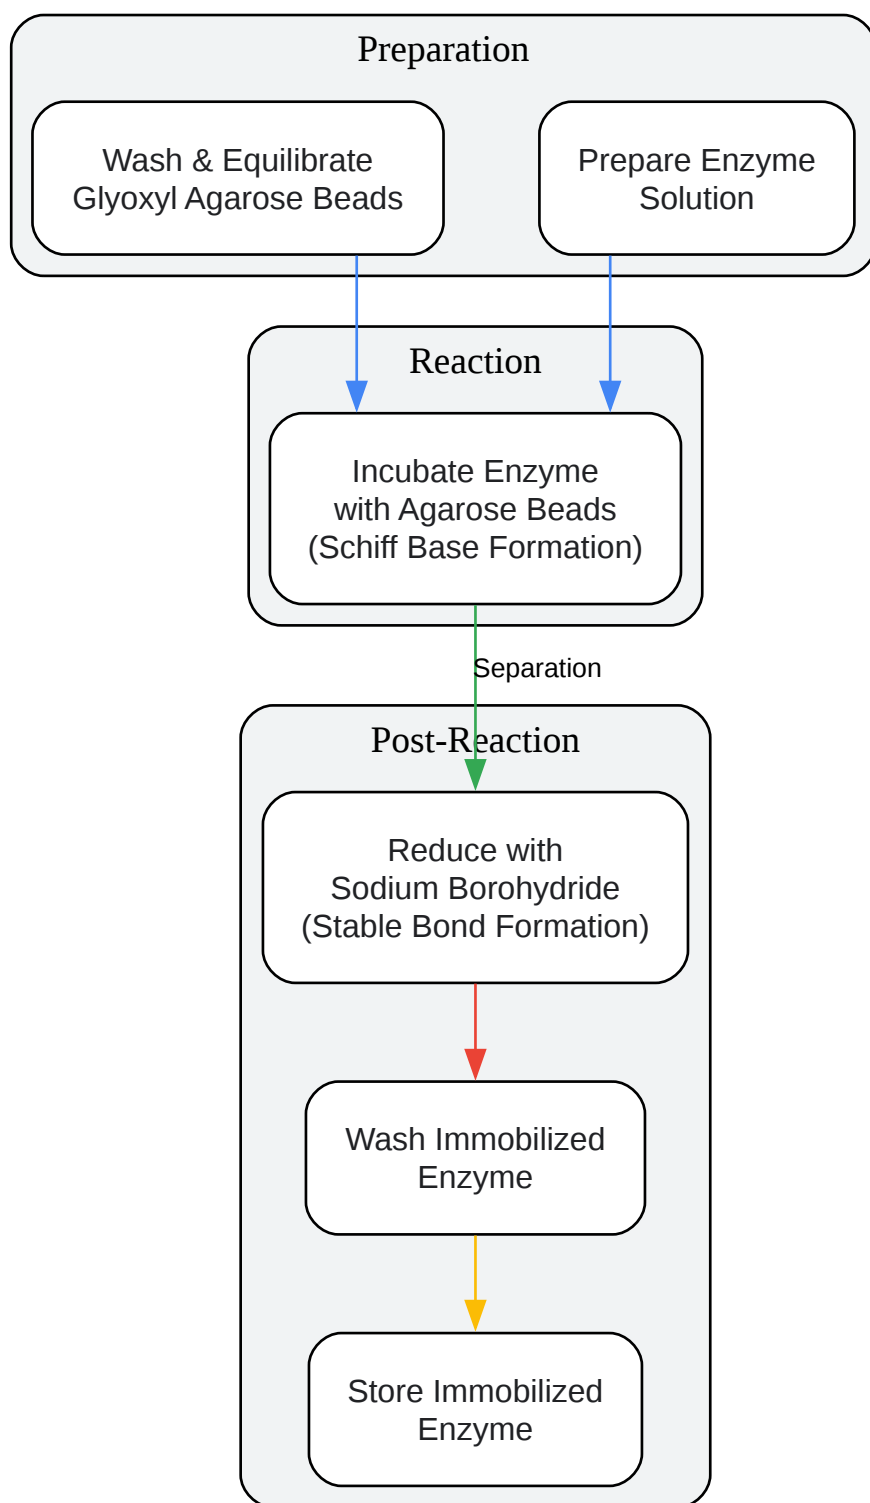 Preparation
Wash & Equilibrate
Glyoxyl Agarose Beads
Prepare Enzyme
Solution
Reaction
Incubate Enzyme
with Agarose Beads
(Schiff Base Formation)
Separation
Post-Reaction
Reduce with
Sodium Borohydride
(Stable Bond Formation)
Wash Immobilized
Enzyme
Store Immobilized
Enzyme